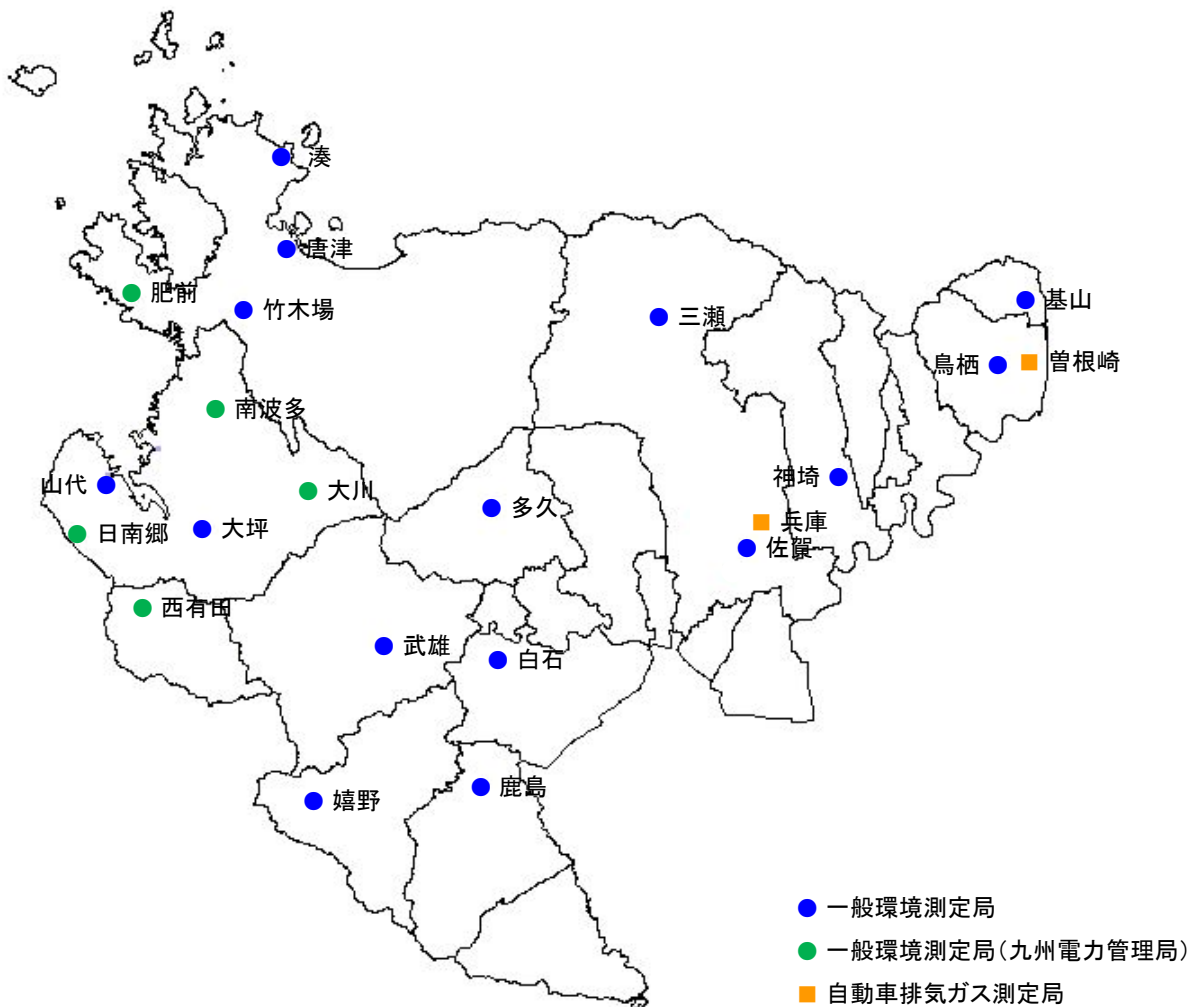 湊
唐津
肥前
竹木場
三瀬
基山
鳥栖
曽根崎
南波多
山代
大川
多久
神埼
日南郷
大坪
兵庫
佐賀
西有田
武雄
白石
嬉野
鹿島
一般環境測定局
一般環境測定局(九州電力管理局)
自動車排気ガス測定局